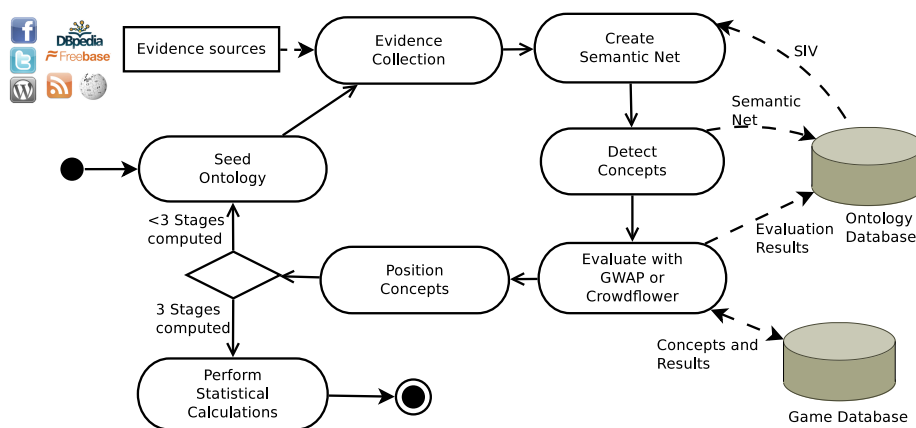 DBpedia
Freebase
Evidence sources
Evidence
Collection
Create
Semantic Net
SIV
Semantic
Net
Seed
Ontology
Detect
Concepts
<3 Stages
computed
Evaluation
Results
Ontology
Database
Position
Concepts
Evaluate with
GWAP or
Crowdflower
3 Stages
computed
Concepts and
Results
Perform
Statistical
Calculations
Game Database